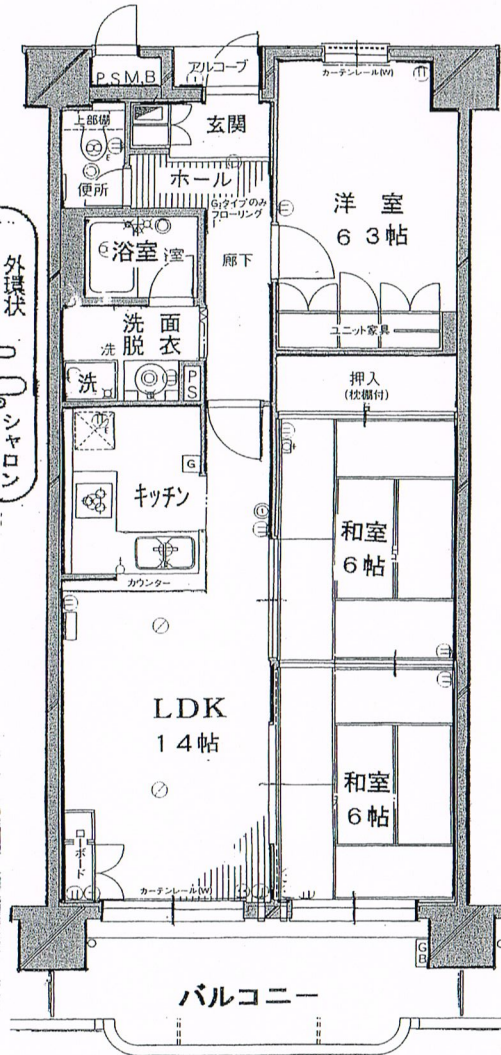 P.S M.B
アルコーブ
カーテンレール(W)
上部棚
玄関
便所
ホール
G₁タイプのみ
フローリング
洋室
6 3帖
浴室
室
廊下
外環状
シャロン
洗面
脱衣
洗
洗
PS
ユニット家具
押入
(枕棚付)
G
キッチン
和室
6帖
カウンター
LDK
14帖
和室
6帖
ローボード
カーテンレール(W)
GB
バルコニー